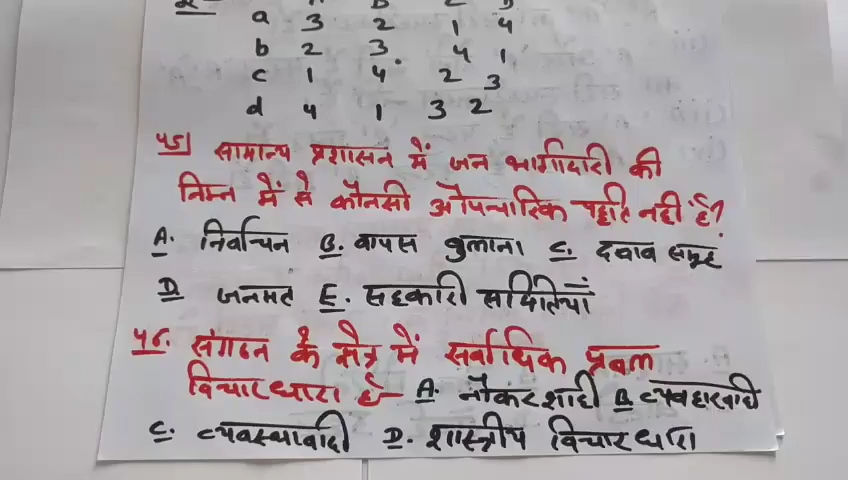 a 3 2 1 4
b 2 3 4 1
c 1 4 2 3
d 4 1 3 2
सामान्य प्रशासन में जन भागीदारी की
निम्न में से कौनसी औपचारिक पद्धति नहीं है?
A. निर्वाचन B. वापस बुलाना C. दबाव समूह
D जनमत E. सहकारी समितियाँ
५८. संगठन के क्षेत्र में सर्वाधिक प्रबल
विचारधारा है- A. नौकरशाही B. व्यवहारवादी
C. व्यवस्थावादी D. शास्त्रीय विचारधारा